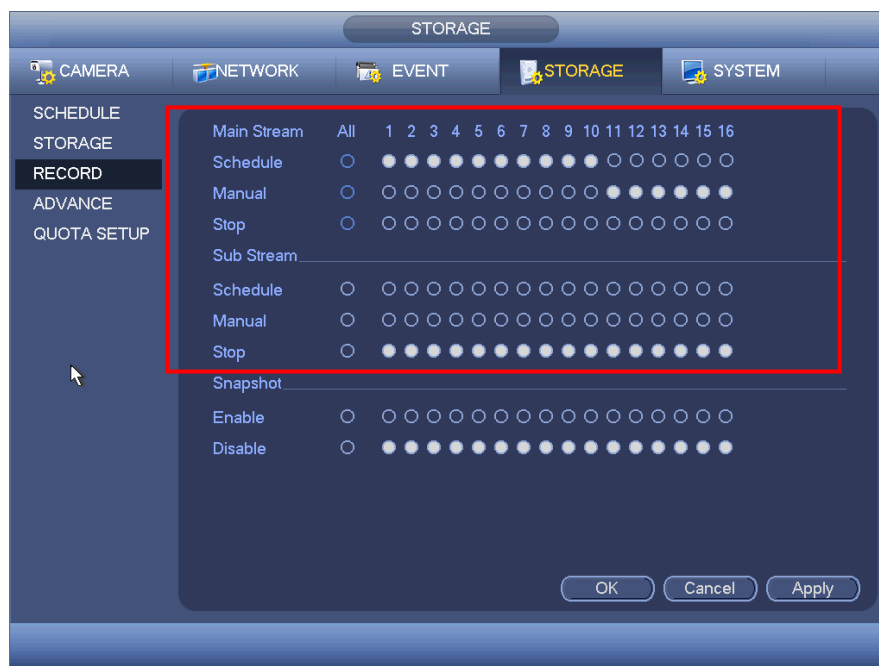 STORAGE
CAMERA NETWORK EVENT STORAGE SYSTEM
SCHEDULE
STORAGE
RECORD
ADVANCE
QUOTA SETUP
Main Stream All 1 2 3 4 5 6 7 8 9 10 11 12 13 14 15 16
Schedule
Manual
Stop
Sub Stream
Schedule
Manual
Stop
Snapshot
Enable
Disable
OK Cancel Apply